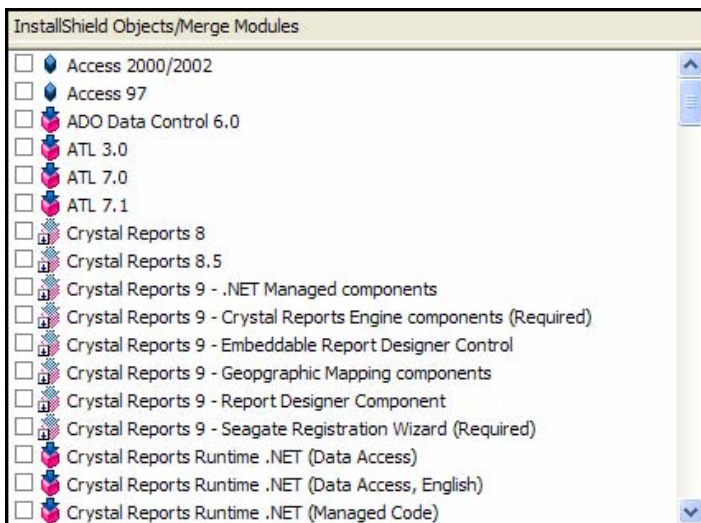 InstallShield Objects/Merge Modules
Access 2000/2002
Access 97
ADO Data Control 6.0
ATL 3.0
ATL 7.0
ATL 7.1
Crystal Reports 8
Crystal Reports 8.5
Crystal Reports 9 - .NET Managed components
Crystal Reports 9 - Crystal Reports Engine components (Required)
Crystal Reports 9 - Embeddable Report Designer Control
Crystal Reports 9 - Geopgraphic Mapping components
Crystal Reports 9 - Report Designer Component
Crystal Reports 9 - Seagate Registration Wizard (Required)
Crystal Reports Runtime .NET (Data Access)
Crystal Reports Runtime .NET (Data Access, English)
Crystal Reports Runtime .NET (Managed Code)